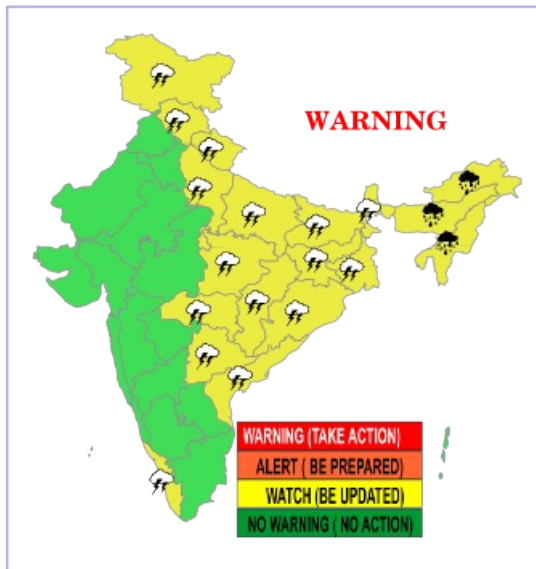 WARNING
WARNING (TAKE ACTION)
ALERT ( BE PREPARED)
WATCH (BE UPDATED)
NO WARNING ( NO ACTION)